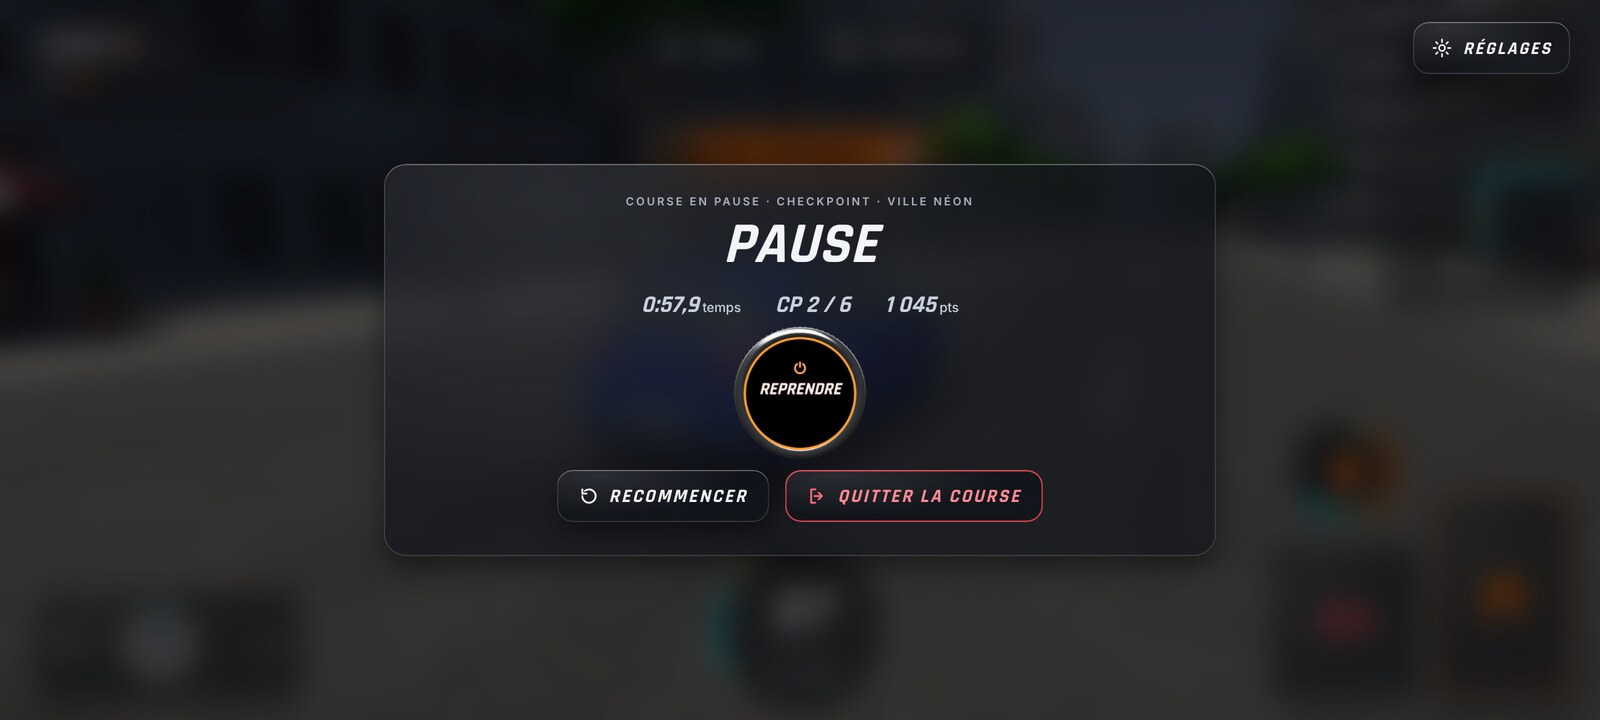 RÉGLAGES
COURSE EN PAUSE · CHECKPOINT · VILLE NÉON
PAUSE
0:57,9 temps CP 2 / 6 1 045 pts
REPRENDRE
RECOMMENCER QUITTER LA COURSE